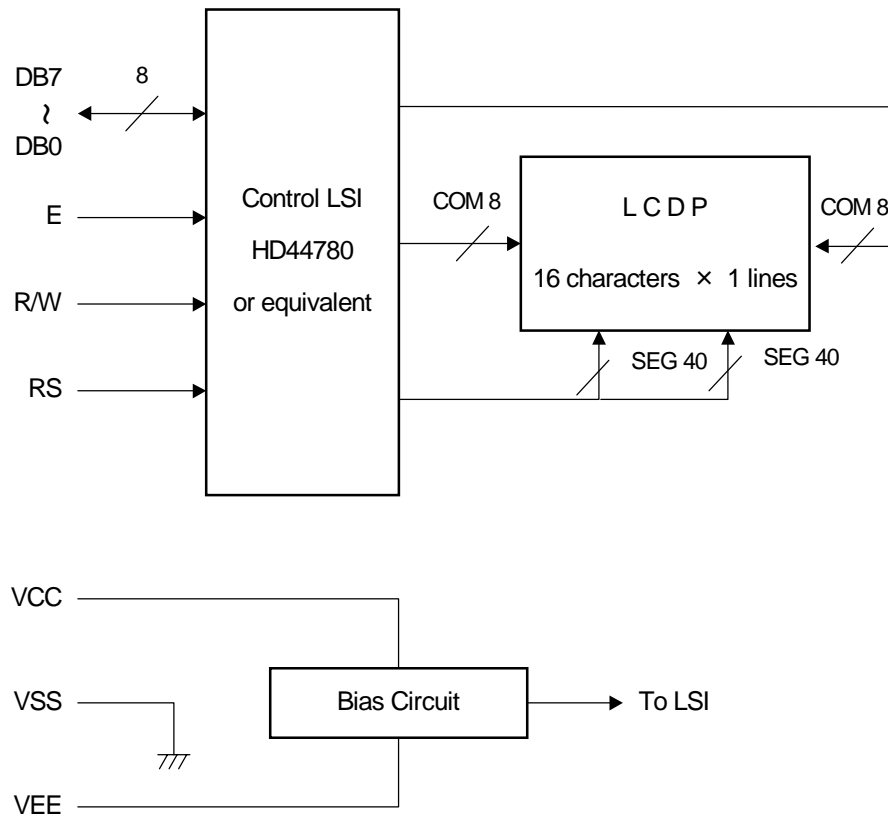 DB7
~
DB0
8
E
R/W
RS
Control LSI
HD44780
or equivalent
COM 8
L C D P
16 characters × 1 lines
COM 8
SEG 40
SEG 40
VCC
VSS
VEE
Bias Circuit
To LSI